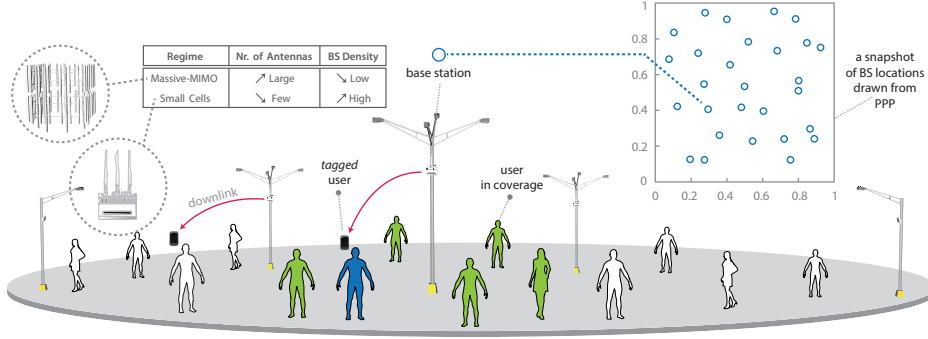 Regime Nr. of Antennas BS Density
Massive-MIMO ↗ Large ↘ Low
Small Cells ↘ Few ↗ High
base station
tagged
user
user
in coverage
downlink
1
0.8
0.6
0.4
0.2
0
0 0.2 0.4 0.6 0.8 1
a snapshot
of BS locations
drawn from
PPP